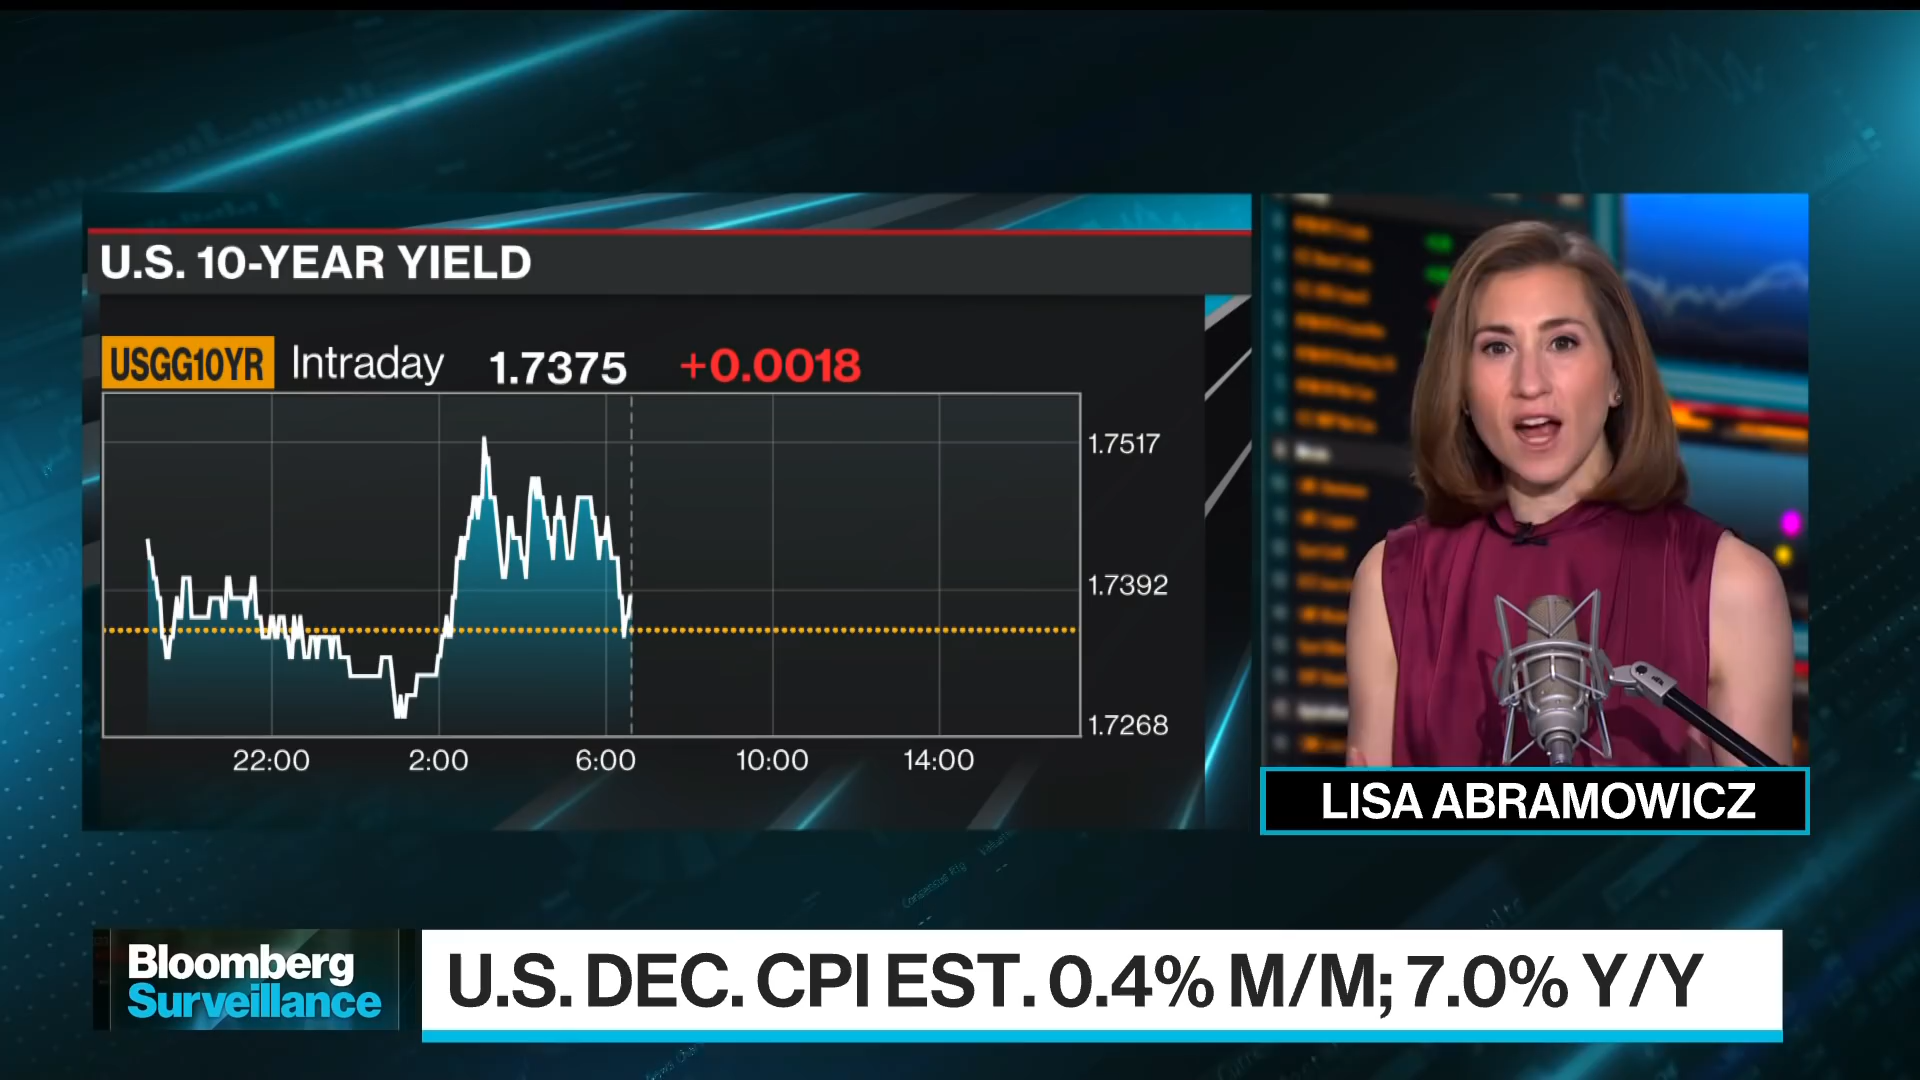 U.S. 10-YEAR YIELD
USGG10YR Intraday 1.7375 +0.0018
1.7517
1.7392
1.7268
22:00 2:00 6:00 10:00 14:00
LISA ABRAMOWICZ
Bloomberg
Surveillance
U.S. DEC. CPI EST. 0.4% M/M; 7.0% Y/Y